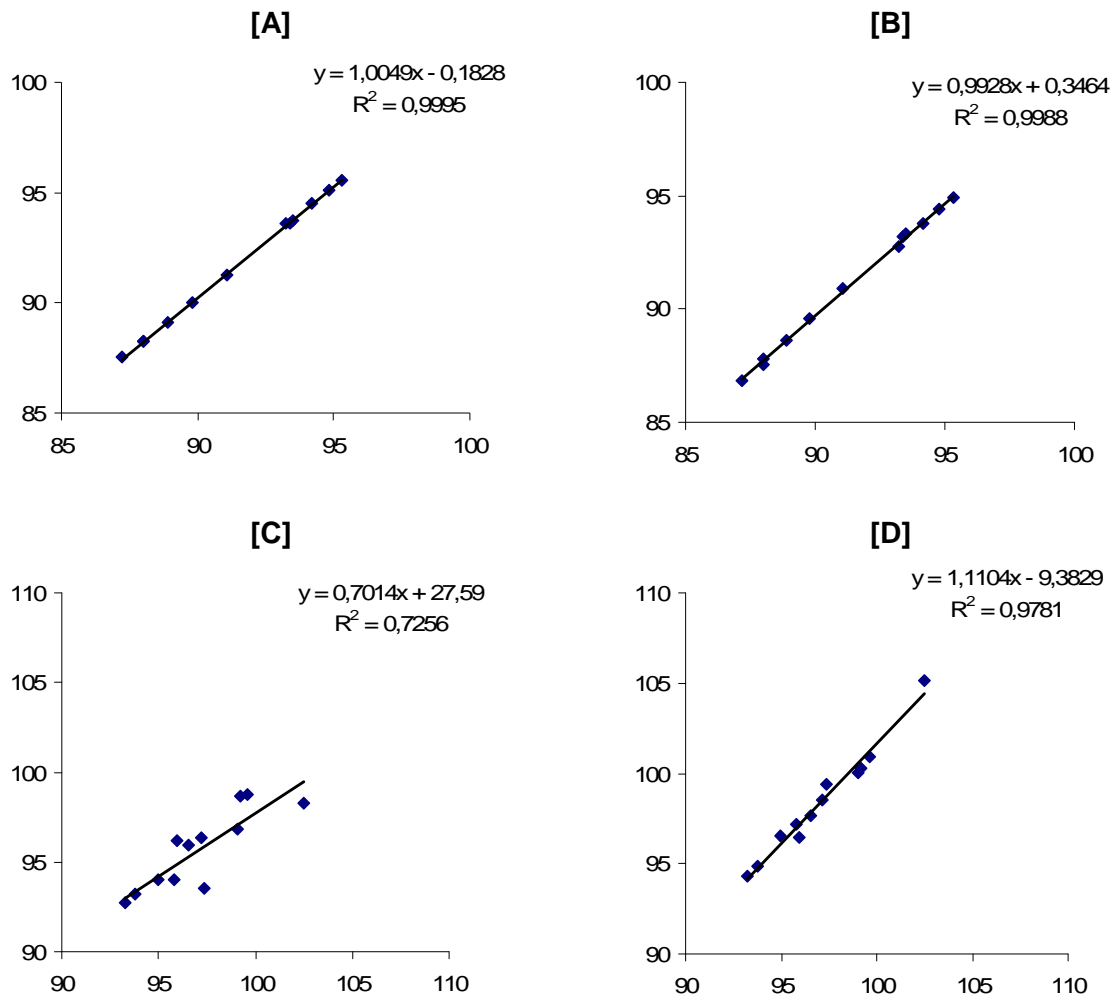 [A]
y = 1,0049x - 0,1828
R² = 0,9995
100
95
90
85
85 90 95 100
[B]
y = 0,9928x + 0,3464
R² = 0,9988
100
95
90
85
85 90 95 100
[C]
y = 0,7014x + 27,59
R² = 0,7256
110
105
100
95
90
90 95 100 105 110
[D]
y = 1,1104x - 9,3829
R² = 0,9781
110
105
100
95
90
90 95 100 105 110